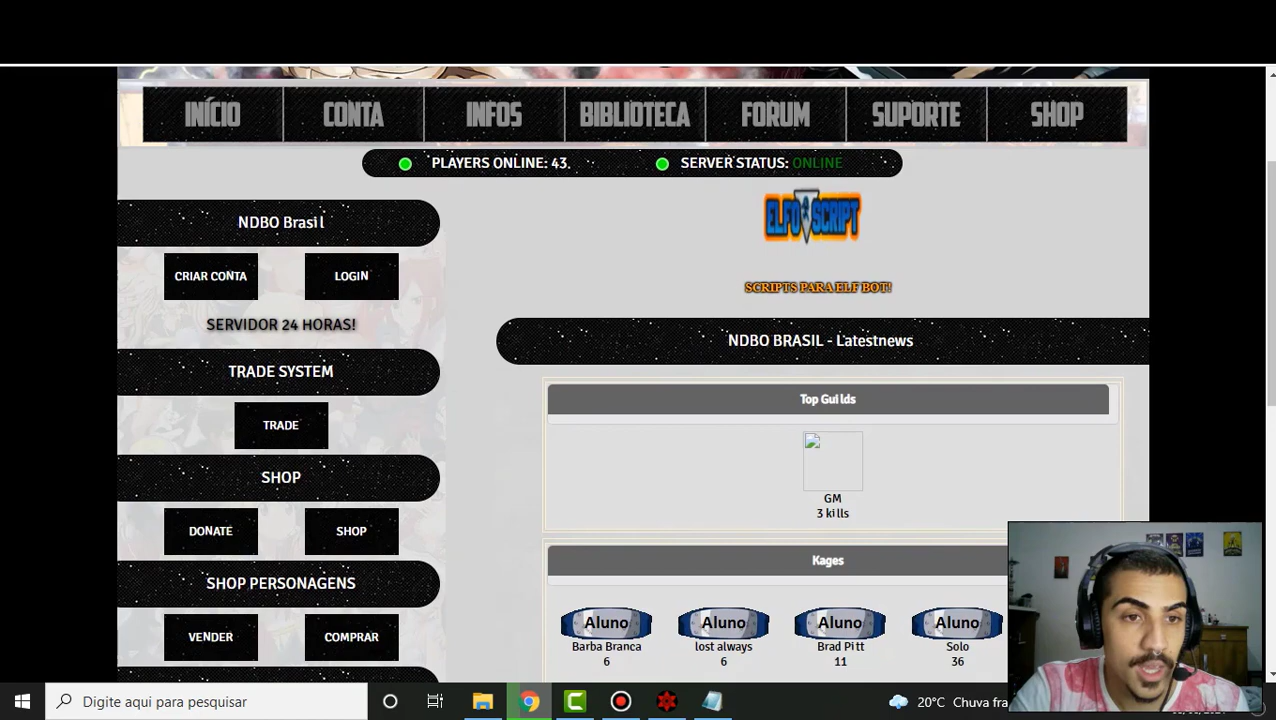 INÍCIO CONTA INFOS BIBLIOTECA FORUM SUPORTE SHOP
PLAYERS ONLINE: 43. SERVER STATUS: ONLINE
NDBO Brasil
CRIAR CONTA LOGIN
SERVIDOR 24 HORAS!
TRADE SYSTEM
TRADE
SHOP
DONATE SHOP
SHOP PERSONAGENS
VENDER COMPRAR
ELFO SCRIPT
SCRIPTS PARA ELF BOT!
NDBO BRASIL - Latestnews
Top Guilds
GM
3 kills
Kages
Aluno Aluno Aluno Aluno
Barba Branca lost always Brad Pitt Solo
6 6 11 36
Digite aqui para pesquisar
20°C Chuva fra